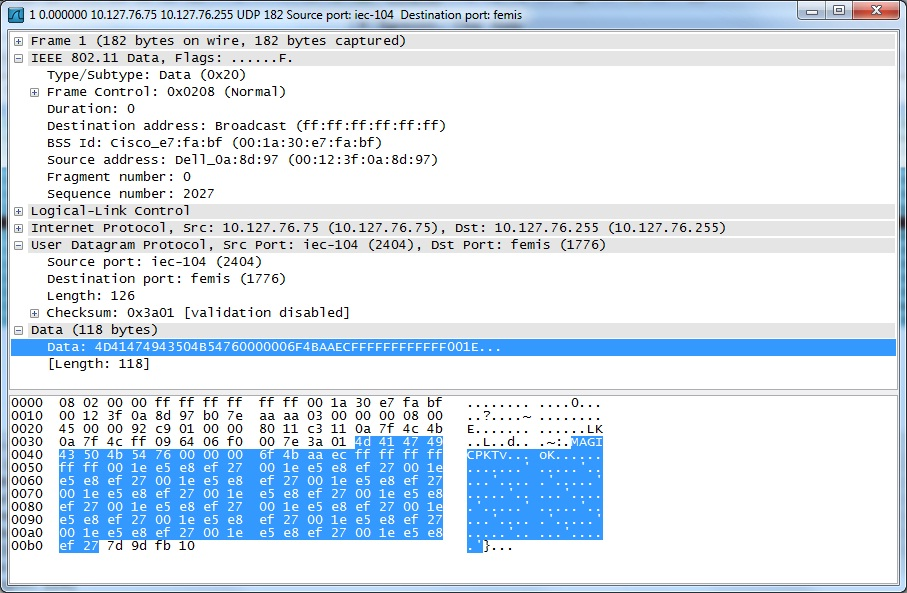 1 0.000000 10.127.76.75 10.127.76.255 UDP 182 Source port: iec-104 Destination port: femis
Frame 1 (182 bytes on wire, 182 bytes captured)
IEEE 802.11 Data, Flags: ......F.
Type/Subtype: Data (0x20)
Frame Control: 0x0208 (Normal)
Duration: 0
Destination address: Broadcast (ff:ff:ff:ff:ff:ff)
BSS Id: Cisco_e7:fa:bf (00:1a:30:e7:fa:bf)
Source address: Dell_0a:8d:97 (00:12:3f:0a:8d:97)
Fragment number: 0
Sequence number: 2027
Logical-Link Control
Internet Protocol, Src: 10.127.76.75 (10.127.76.75), Dst: 10.127.76.255 (10.127.76.255)
User Datagram Protocol, Src Port: iec-104 (2404), Dst Port: femis (1776)
Source port: iec-104 (2404)
Destination port: femis (1776)
Length: 126
Checksum: 0x3a01 [validation disabled]
Data (118 bytes)
Data: 4D41474943504B54760000006F4BAAECFFFFFFFFFFFF001E...
[Length: 118]
0000 08 02 00 00 ff ff ff ff ff ff 00 1a 30 e7 fa bf ........ ....0...
0010 00 12 3f 0a 8d 97 b0 7e aa aa 03 00 00 00 08 00 ..?....~ ........
0020 45 00 00 92 c9 01 00 00 80 11 c3 11 0a 7f 4c 4b E....... ......LK
0030 0a 7f 4c ff 09 64 06 f0 00 7e 3a 01 4d 41 47 49 ..L..d.. .~:.MAGI
0040 43 50 4b 54 76 00 00 00 6f 4b aa ec ff ff ff ff CPKTv... oK......
0050 ff ff 00 1e e5 e8 ef 27 00 1e e5 e8 ef 27 00 1e .......' .....'..
0060 e5 e8 ef 27 00 1e e5 e8 ef 27 00 1e e5 e8 ef 27 ...'.... .'.....'
0070 00 1e e5 e8 ef 27 00 1e e5 e8 ef 27 00 1e e5 e8 .....'.. ...'....
0080 ef 27 00 1e e5 e8 ef 27 00 1e e5 e8 ef 27 00 1e .'.....' .....'..
0090 e5 e8 ef 27 00 1e e5 e8 ef 27 00 1e e5 e8 ef 27 ...'.... .'.....'
00a0 00 1e e5 e8 ef 27 00 1e e5 e8 ef 27 00 1e e5 e8 .....'.. ...'....
00b0 ef 27 7d 9d fb 10 .'}...